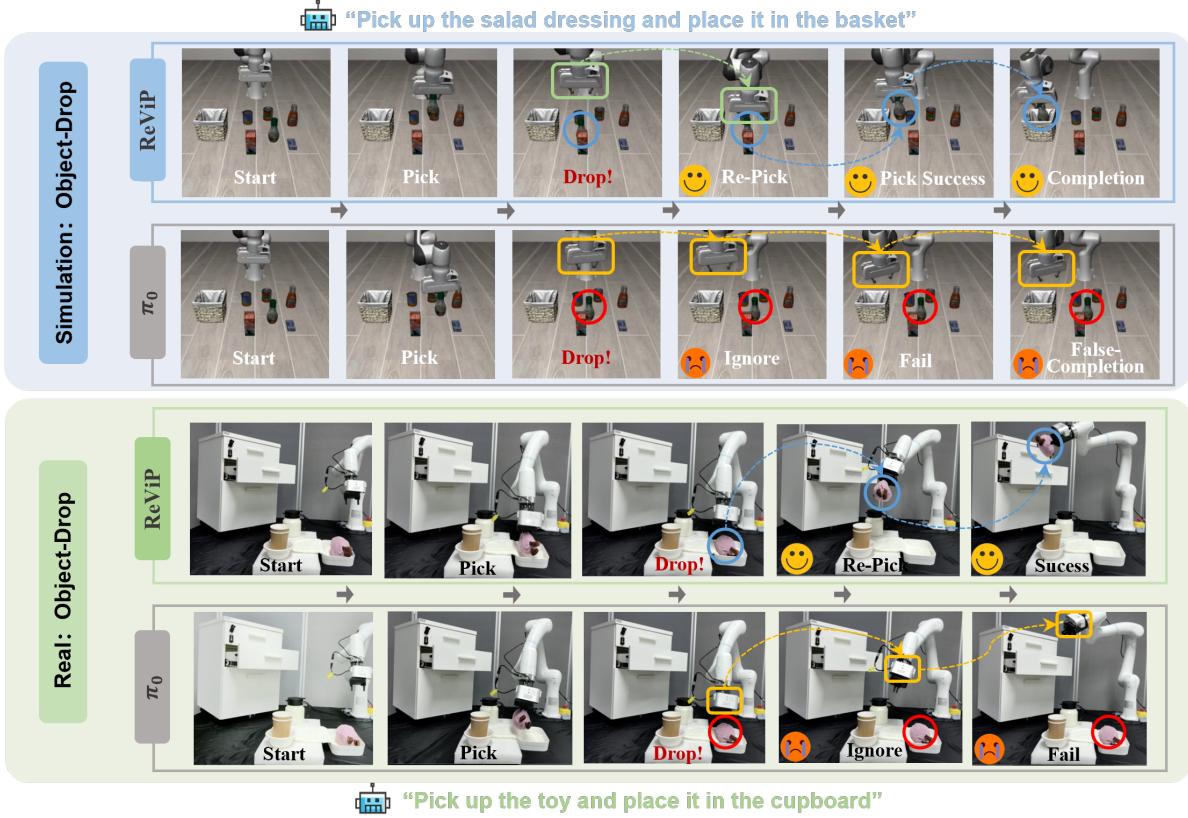 “Pick up the salad dressing and place it in the basket”
Simulation: Object-Drop
ReViP
Start
Pick
Drop!
Re-Pick
Pick Success
Completion
π₀
Start
Pick
Drop!
Ignore
Fail
False-
Completion
Real: Object-Drop
ReViP
Start
Pick
Drop!
Re-Pick
Sucess
π₀
Start
Pick
Drop!
Ignore
Fail
“Pick up the toy and place it in the cupboard”